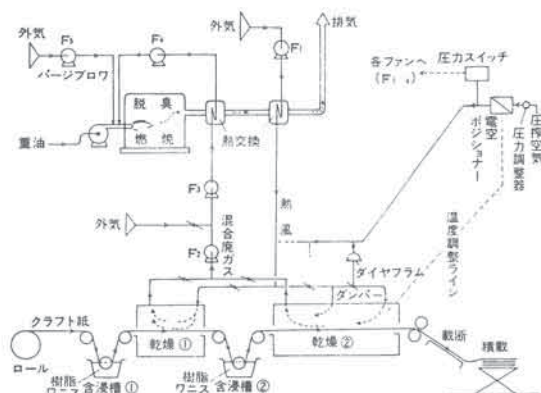 外気
F₅
パージブロワ
F₄
外気
F₁
排気
脱臭
燃焼
重油
熱交換
F₃
外気
F₂
混合廃ガス
熱風
各ファンへ
圧力スイッチ
電空ポジショナー
圧力調整器
圧搾空気
温度調整ライン
ダイヤフラム
ダンパー
クラフト紙
乾燥①
乾燥②
ロール
樹脂ワニス
含浸槽①
樹脂ワニス
含浸槽②
裁断
積載